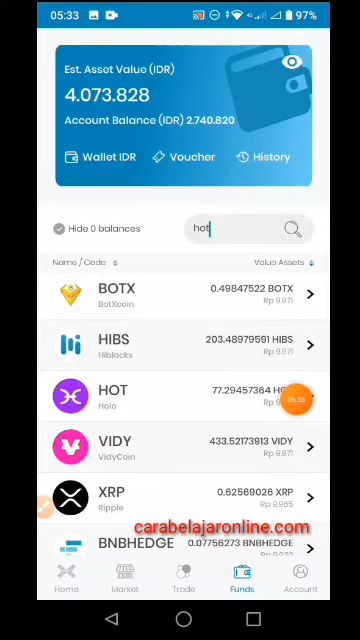 05:33 97%
Est. Asset Value (IDR)
4.073.828
Account Balance (IDR) 2.740.820
Wallet IDR Voucher History
Hide 0 balances hot
Name / Code Value Assets
BOTX 0.49847522 BOTX
BotXcoin Rp 9.971
HIBS 203.48979591 HIBS
Hiblocks Rp 9.971
HOT 77.29457364
Holo 06:56
VIDY 433.52173913 VIDY
VidyCoin Rp 9.971
XRP 0.62569026 XRP
Ripple Rp 9.985
carabelajaronline.com
BNBHEDGE 0.07756273 BNBHEDGE
Home Market Trade Funds Account